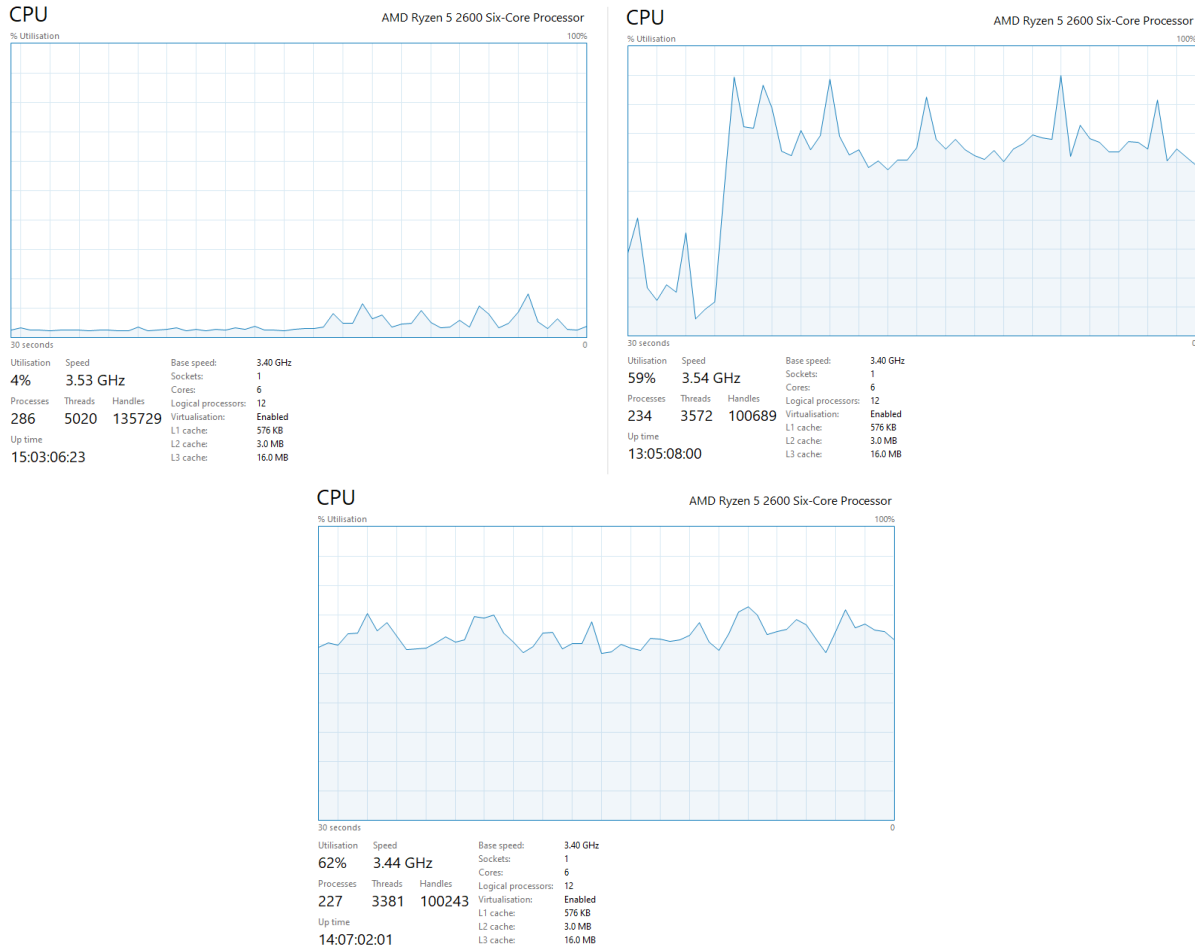 CPU
AMD Ryzen 5 2600 Six-Core Processor
% Utilisation 100%
30 seconds 0
Utilisation Speed
4% 3.53 GHz
Processes Threads Handles
286 5020 135729
Up time
15:03:06:23
Base speed: 3.40 GHz
Sockets: 1
Cores: 6
Logical processors: 12
Virtualisation: Enabled
L1 cache: 576 KB
L2 cache: 3.0 MB
L3 cache: 16.0 MB
CPU
AMD Ryzen 5 2600 Six-Core Processor
% Utilisation 100%
30 seconds 0
Utilisation Speed
59% 3.54 GHz
Processes Threads Handles
234 3572 100689
Up time
13:05:08:00
Base speed: 3.40 GHz
Sockets: 1
Cores: 6
Logical processors: 12
Virtualisation: Enabled
L1 cache: 576 KB
L2 cache: 3.0 MB
L3 cache: 16.0 MB
CPU
AMD Ryzen 5 2600 Six-Core Processor
% Utilisation 100%
30 seconds 0
Utilisation Speed
62% 3.44 GHz
Processes Threads Handles
227 3381 100243
Up time
14:07:02:01
Base speed: 3.40 GHz
Sockets: 1
Cores: 6
Logical processors: 12
Virtualisation: Enabled
L1 cache: 576 KB
L2 cache: 3.0 MB
L3 cache: 16.0 MB